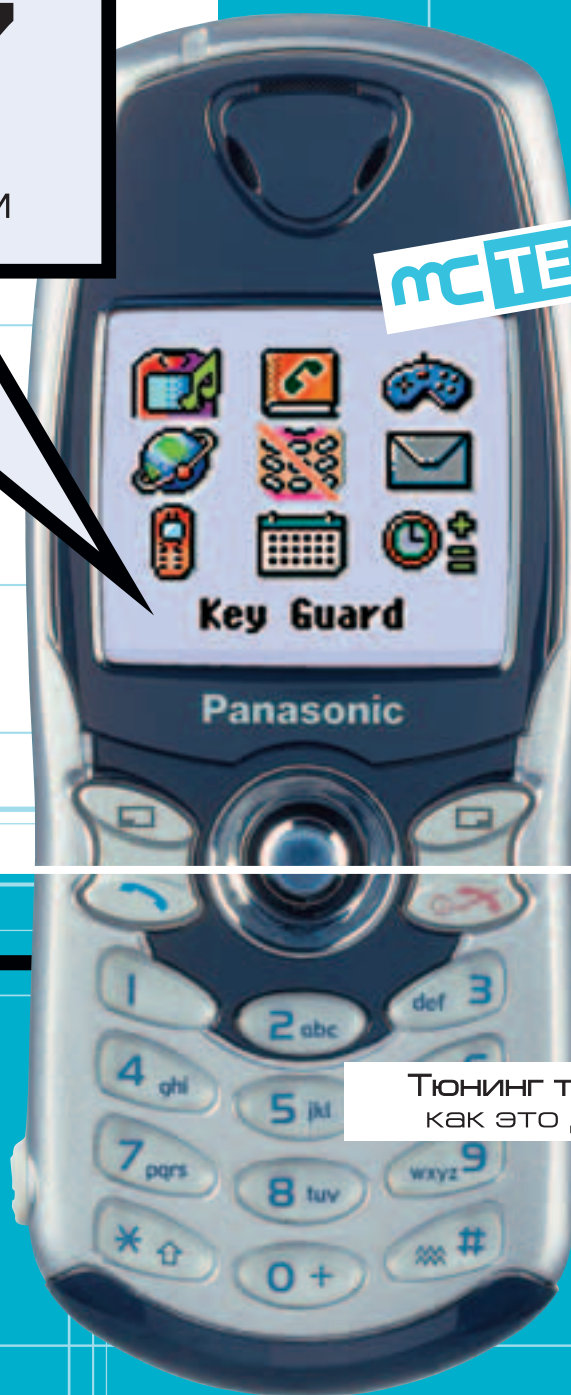 и
mc TE
Key Guard
Panasonic
1
2 abc
def 3
4 ghi
5 jkl
7 pqrs
8 tuv
wxyz 9
*
0 +
#
Тюнинг т
как это